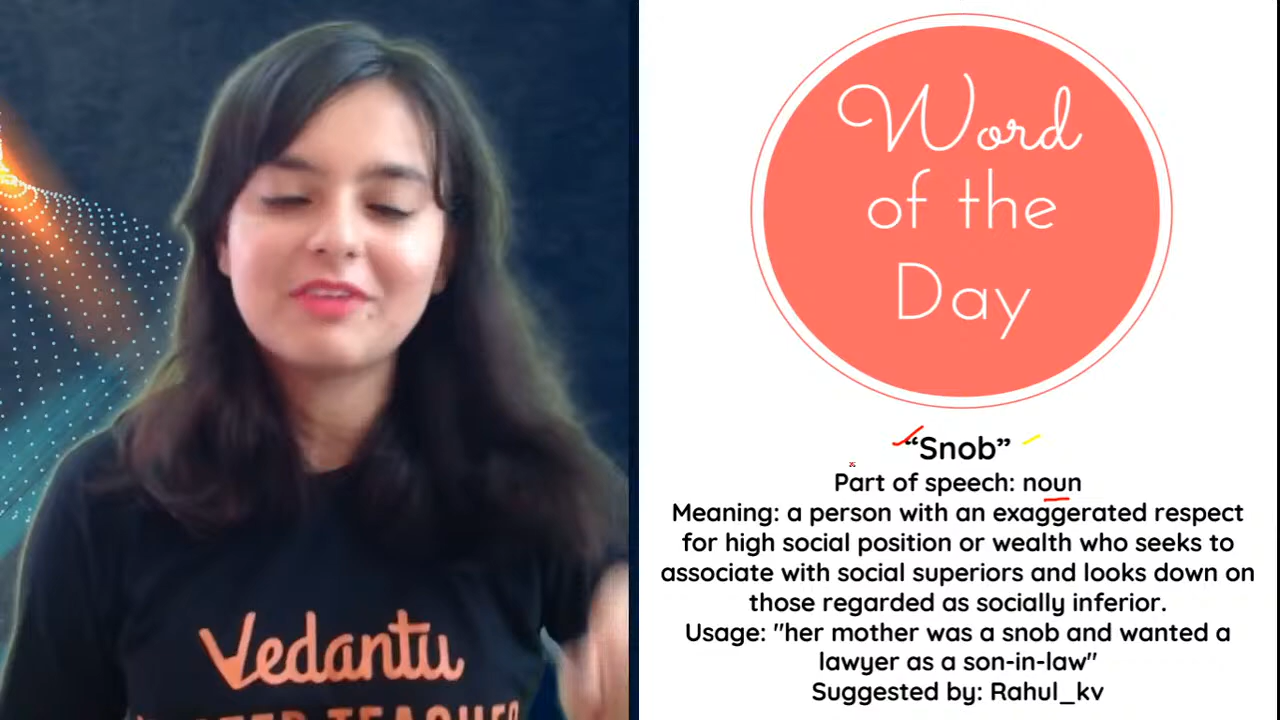 Word
of the
Day
“Snob”
Part of speech: noun
Meaning: a person with an exaggerated respect
for high social position or wealth who seeks to
associate with social superiors and looks down on
those regarded as socially inferior.
Usage: "her mother was a snob and wanted a
lawyer as a son-in-law"
Suggested by: Rahul_kv
Vedantu
TEACHER